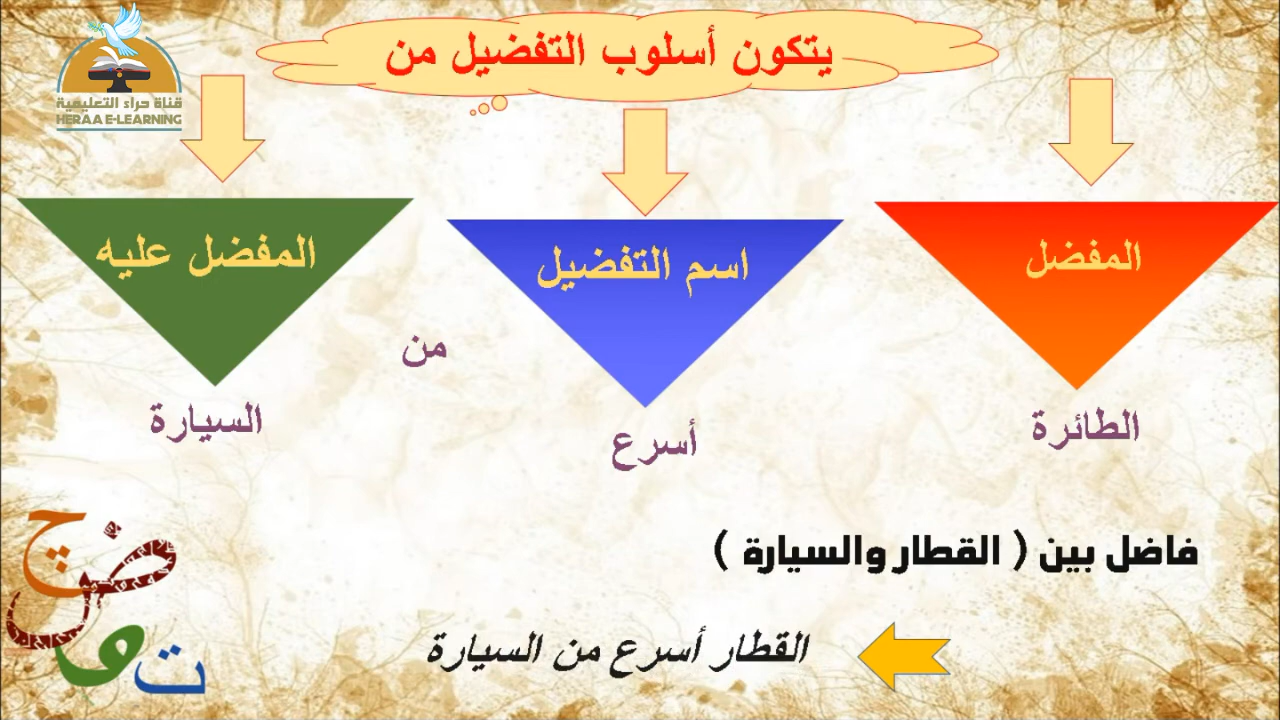 يتكون أسلوب التفضيل من
قناة حراء التعليمية
HERAA E-LEARNING
المفضل
اسم التفضيل
المفضل عليه
الطائرة
أسرع
من
السيارة
فاضل بين ( القطار والسيارة )
القطار أسرع من السيارة
ج
ض
و
ت